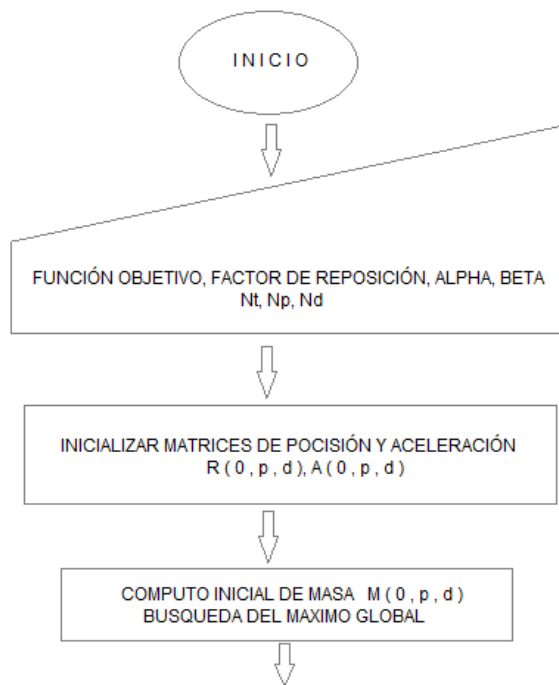 I N I C I O
FUNCIÓN OBJETIVO, FACTOR DE REPOSICIÓN, ALPHA, BETA
Nt, Np, Nd
INICIALIZAR MATRICES DE POCISIÓN Y ACELERACIÓN
R ( 0 , p , d ), A ( 0 , p , d )
COMPUTO INICIAL DE MASA M ( 0 , p , d )
BUSQUEDA DEL MAXIMO GLOBAL